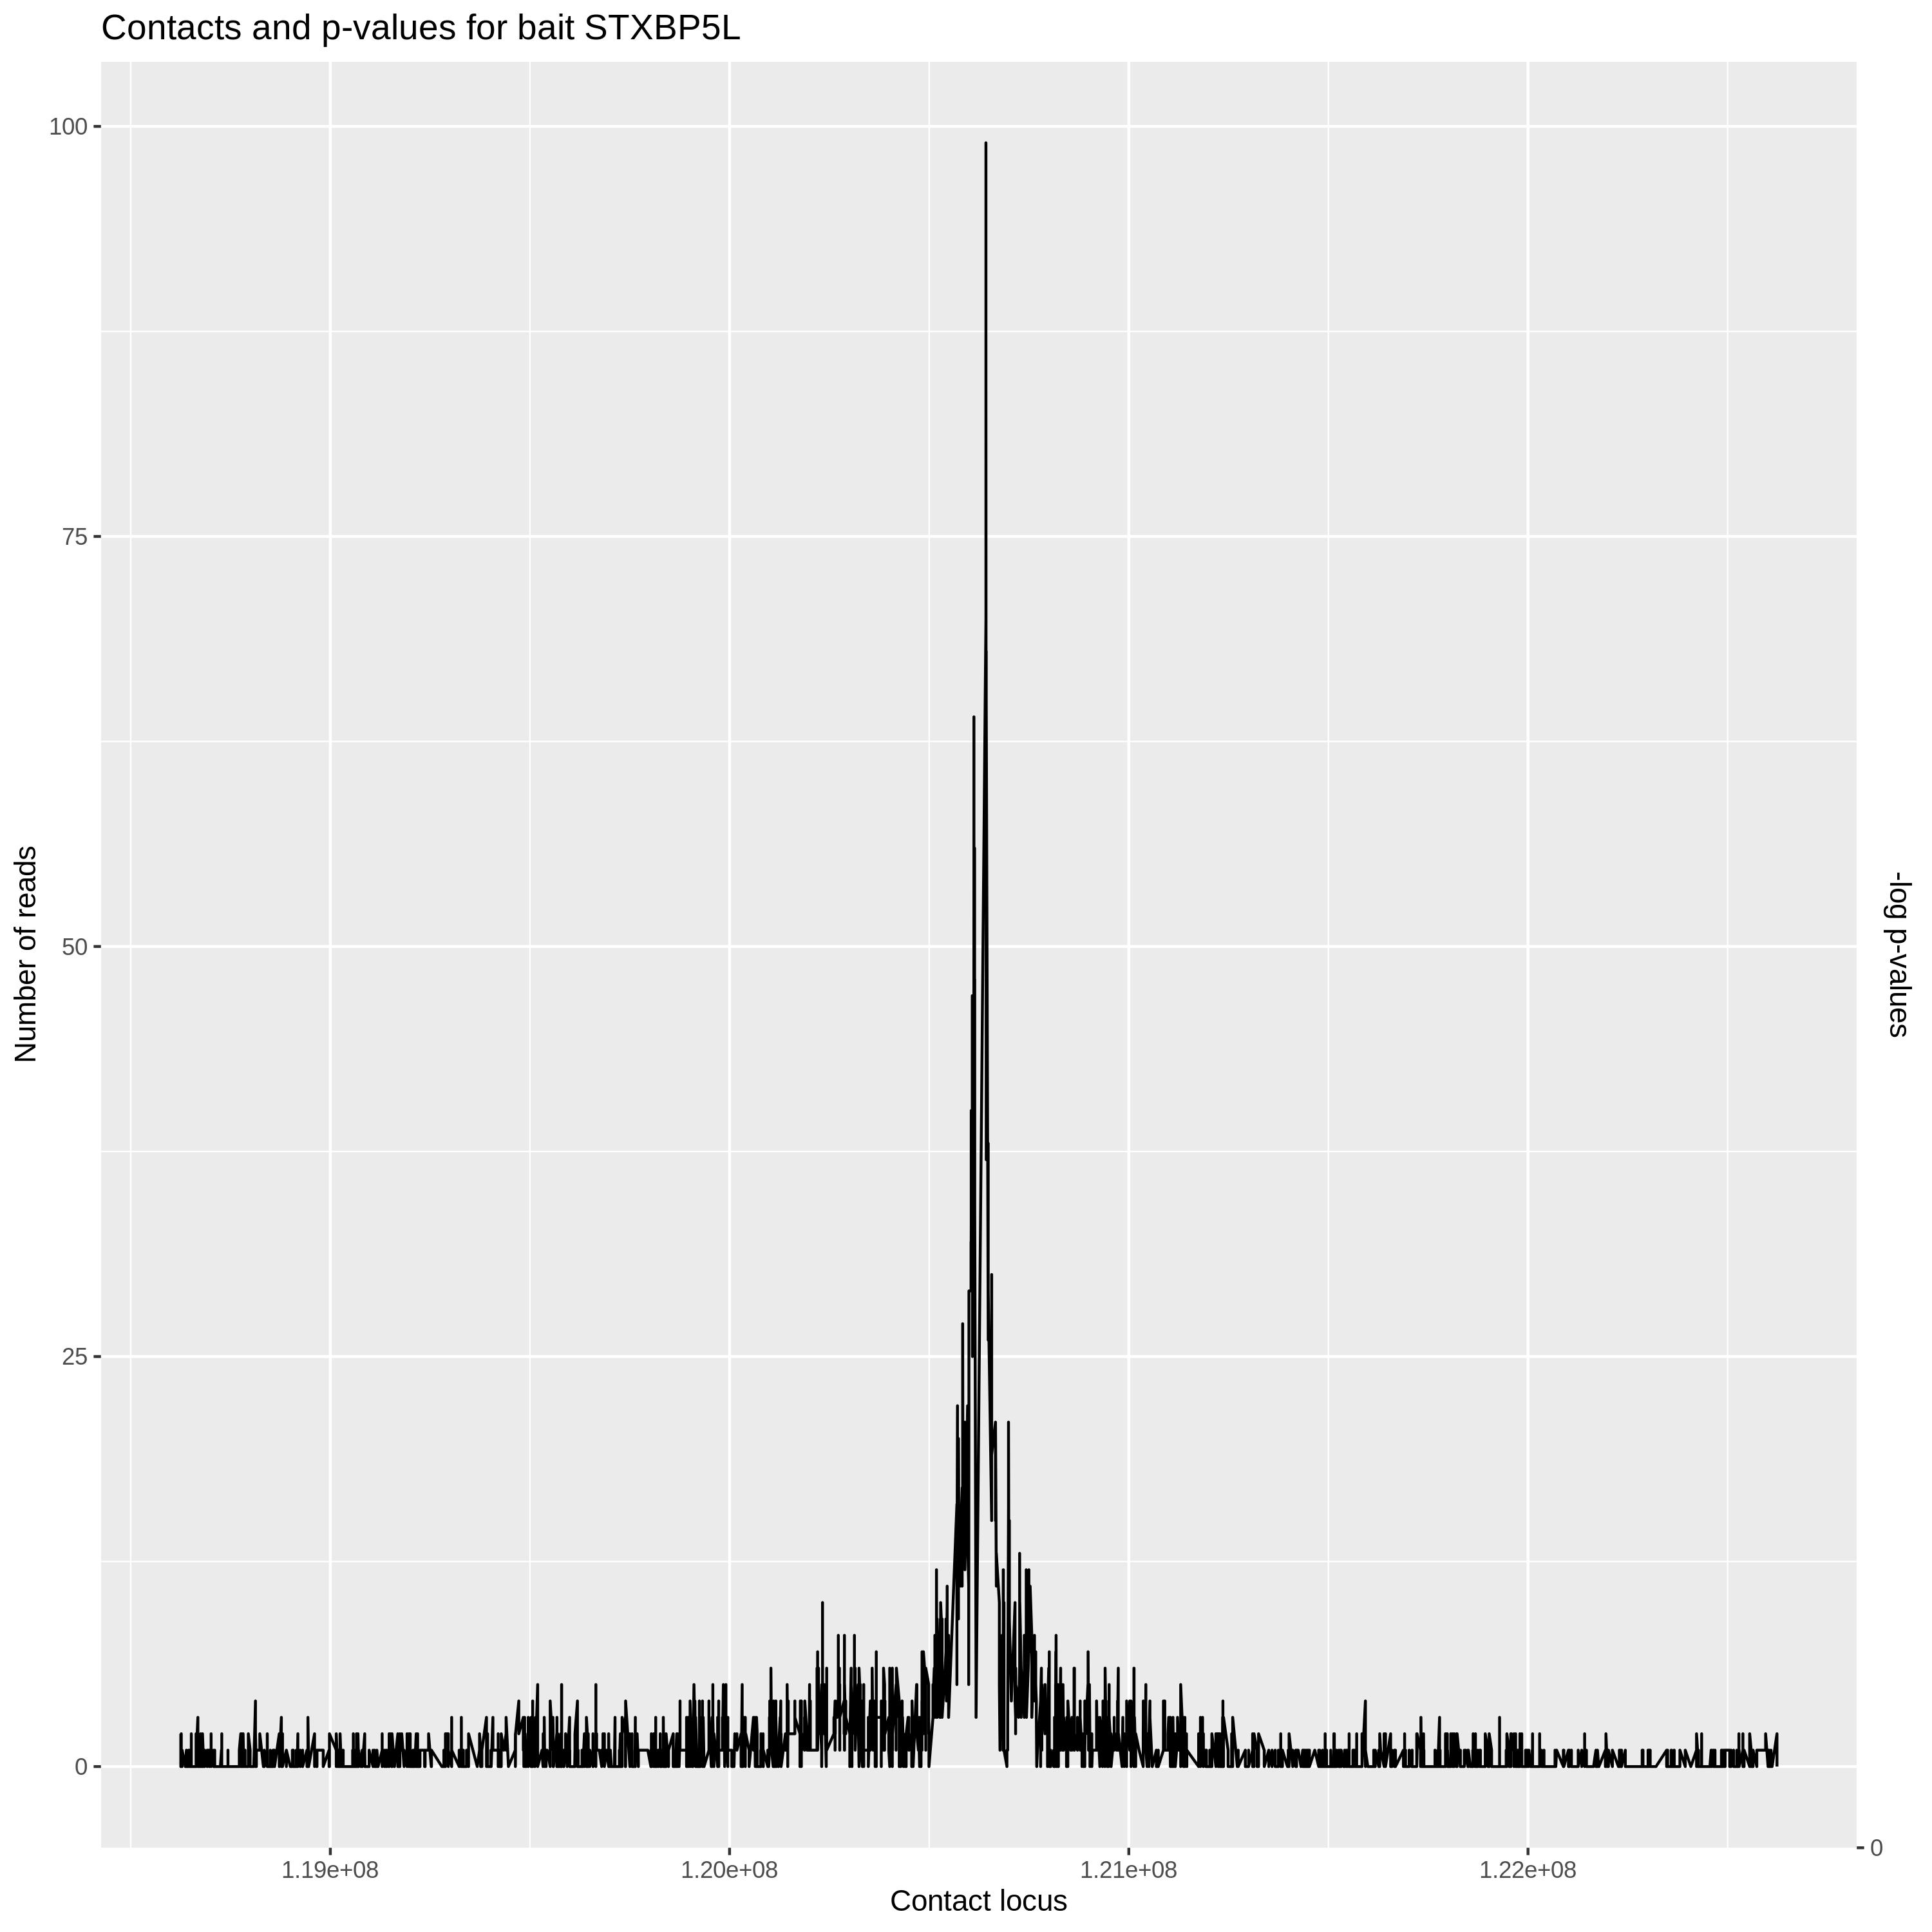 Contacts and p-values for bait STXBP5L
100
75
50
25
0
Number of reads
-log p-values
0
1.19e+08
1.20e+08
1.21e+08
1.22e+08
Contact locus